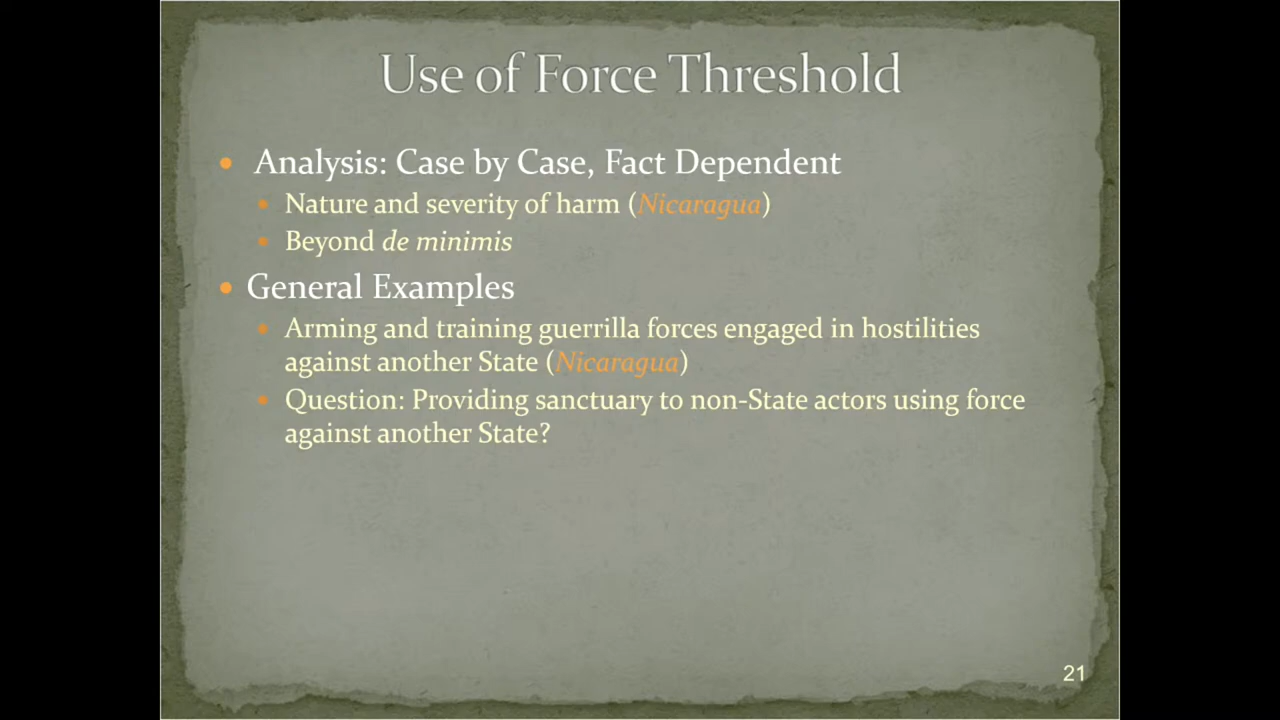 Use of Force Threshold
Analysis: Case by Case, Fact Dependent
Nature and severity of harm (Nicaragua)
Beyond de minimis
General Examples
Arming and training guerrilla forces engaged in hostilities
against another State (Nicaragua)
Question: Providing sanctuary to non-State actors using force
against another State?
21